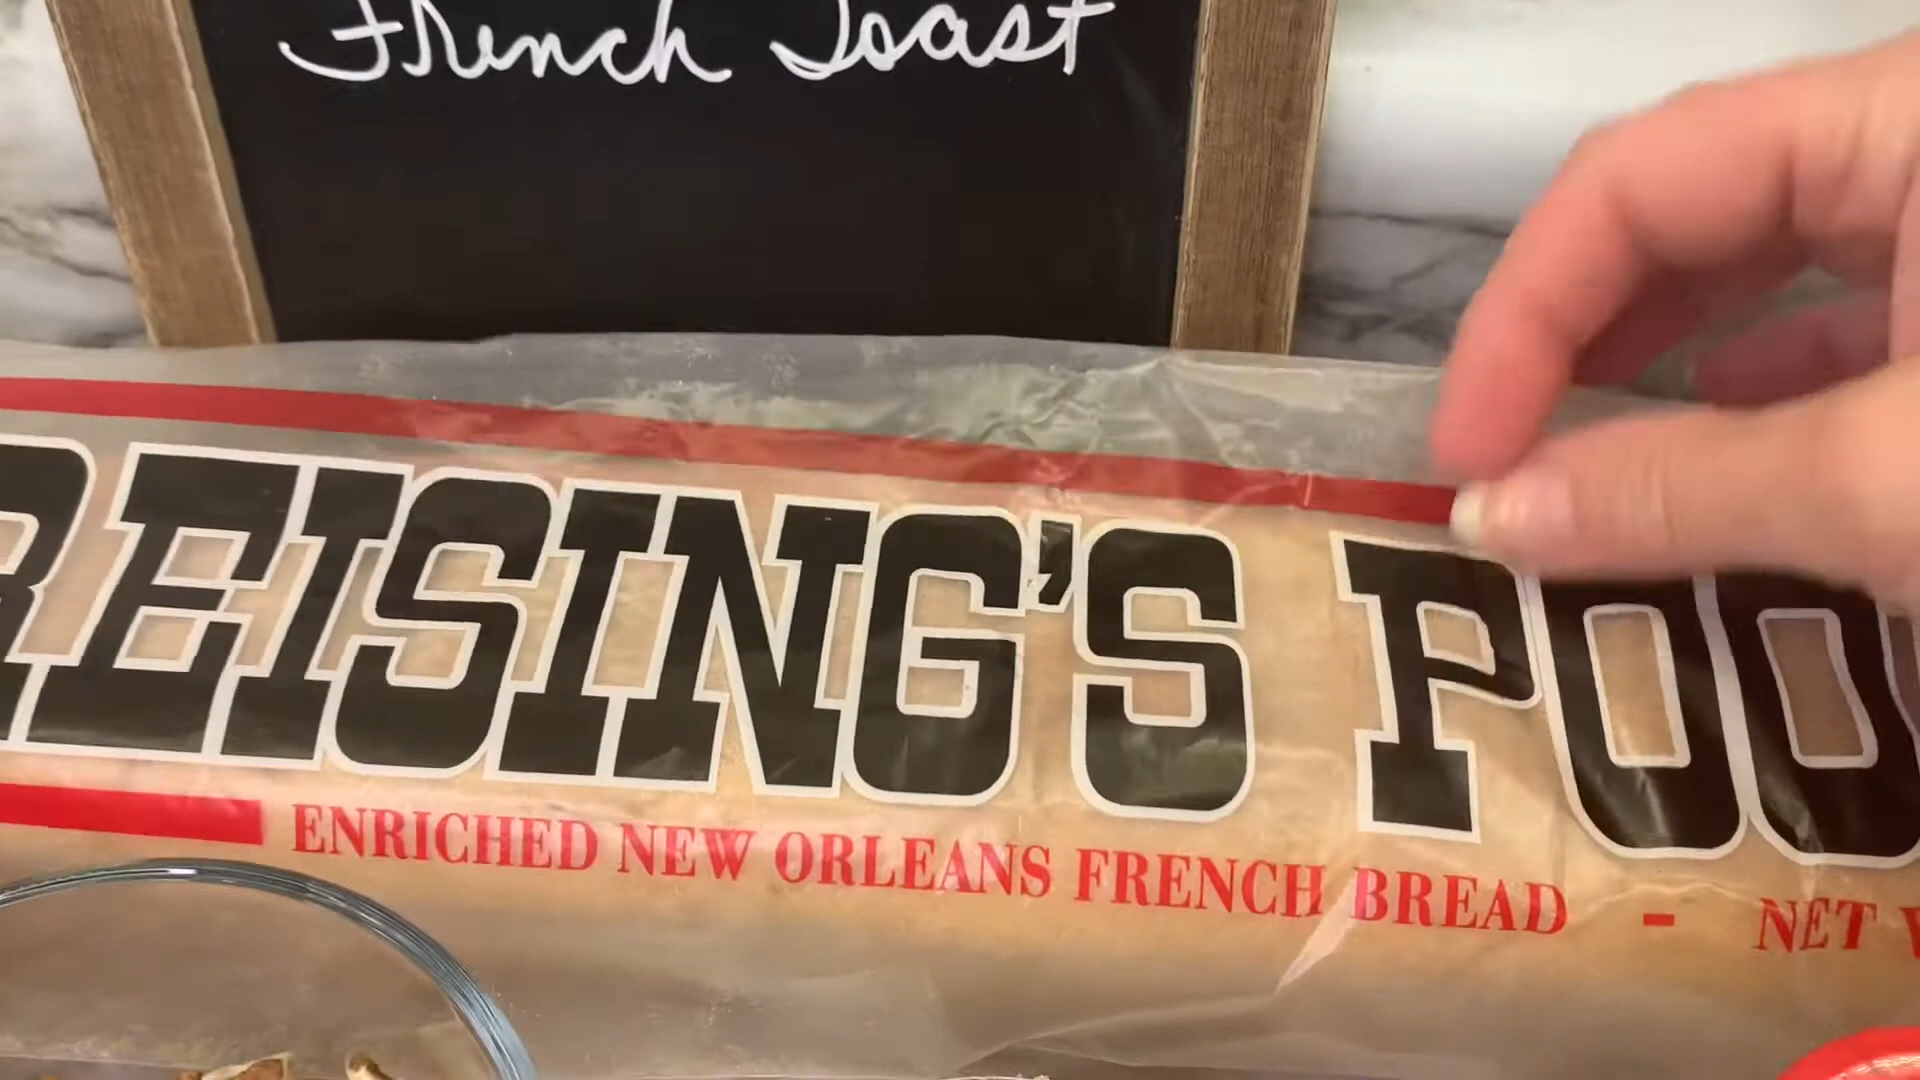 French Toast
REISING'S POO
ENRICHED NEW ORLEANS FRENCH BREAD - NET